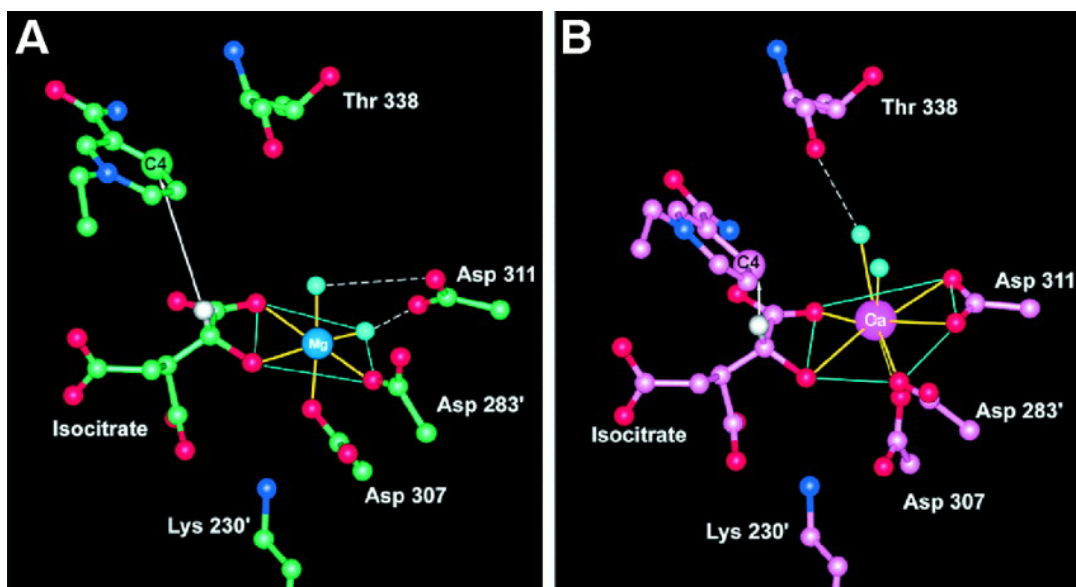 A
Thr 338
C4
Asp 311
Mg
Asp 283'
Isocitrate
Asp 307
Lys 230'
B
Thr 338
C4
Asp 311
Ca
Asp 283'
Isocitrate
Asp 307
Lys 230'